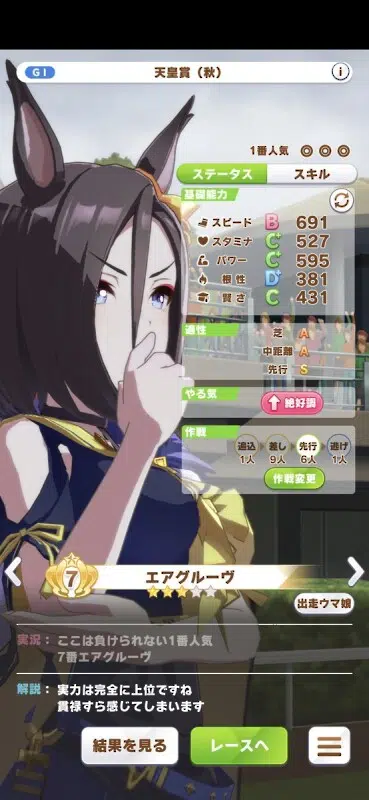 GI 天皇賞（秋） i
1番人気 ◎ ◎ ◎
ステータス スキル
基礎能力
スピード B 691
スタミナ C+ 527
パワー C+ 595
根性 D+ 381
賢さ C 431
適性
芝 A
中距離 A
先行 S
やる気 絶好調
作戦
追込 差し 先行 逃げ
1人 9人 6人 1人
作戦変更
7 エアグルーヴ
出走ウマ娘
実況： ここは負けられない1番人気
7番エアグルーヴ
解説： 実力は完全に上位ですね
貫禄すら感じてしまいます
結果を見る レースへ